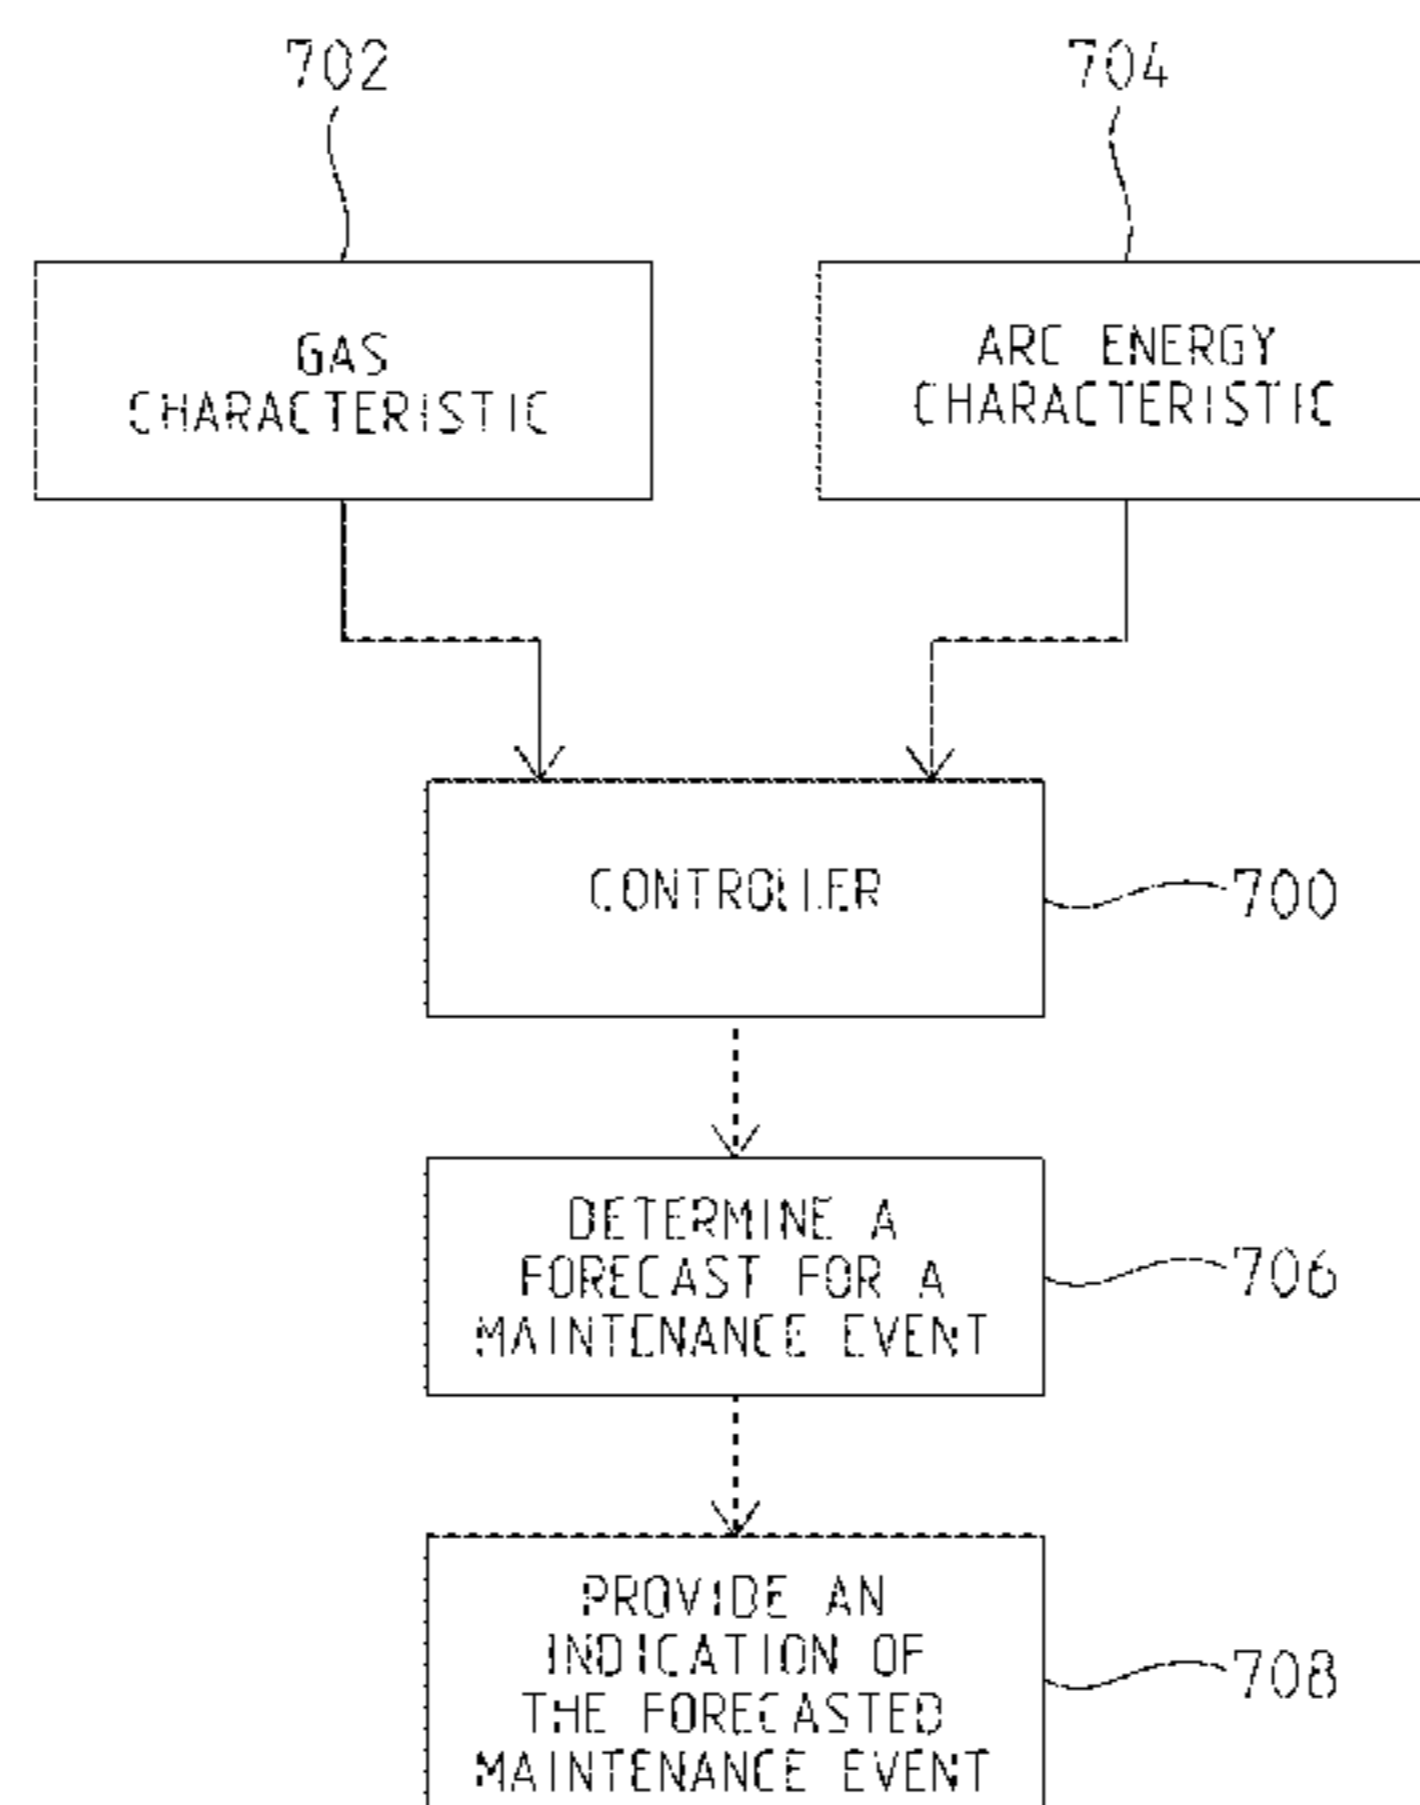 702
704
GAS
CHARACTERISTIC
ARC ENERGY
CHARACTERISTIC
CONTROLLER
700
DETERMINE A
FORECAST FOR A
MAINTENANCE EVENT
706
PROVIDE AN
INDICATION OF
THE FORECASTED
MAINTENANCE EVENT
708